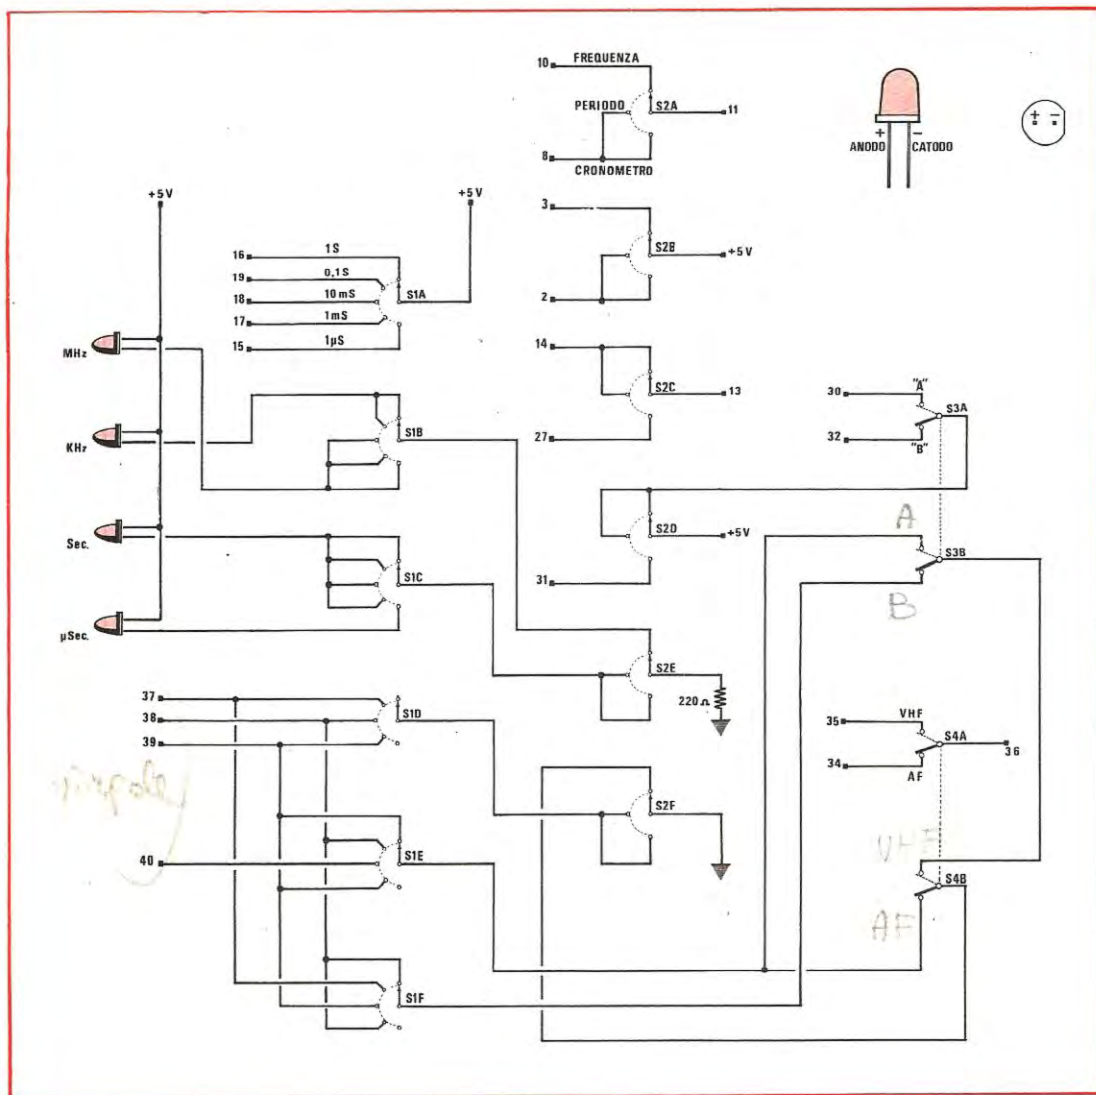 10 FREQUENZA
PERIODO S2A 11
8 CRONOMETRO
+ −
ANODO CATODO
+ −
+5V
+5V
16 1S
19 0,1S
18 10mS S1A
17 1mS
15 1µS
3
S2B +5V
2
MHz
14
S2C 13
27
30 "A"
S3A
32 "B"
KHz
S1B
Sec.
S2D +5V
31
A
S3B
B
S1C
µSec.
S2E
220Ω
37
38 S1D
39
35 VHF
S4A 36
34 AF
S2F
40
S1E
VHF
S4B
AF
S1F